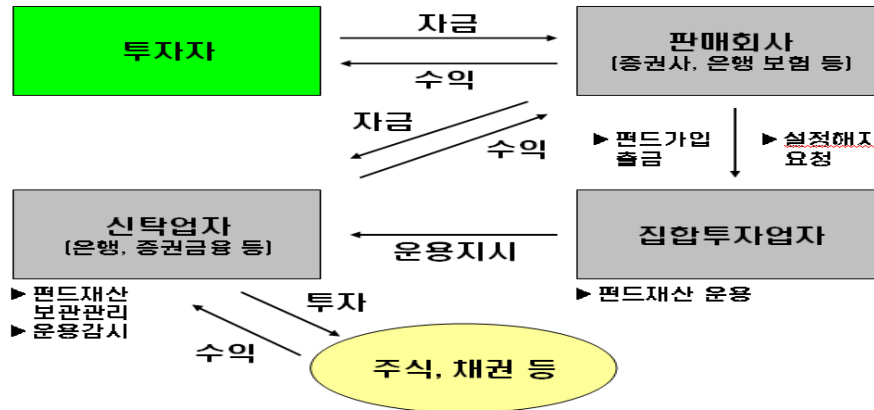 투자자
자금
수익
판매회사
(증권사, 은행 보험 등)
자금
수익
► 펀드가입
출금
► 설정해지
요청
신탁업자
(은행, 증권금융 등)
운용지시
집합투자업자
► 펀드재산
보관관리
► 운용감시
투자
수익
► 펀드재산 운용
주식, 채권 등